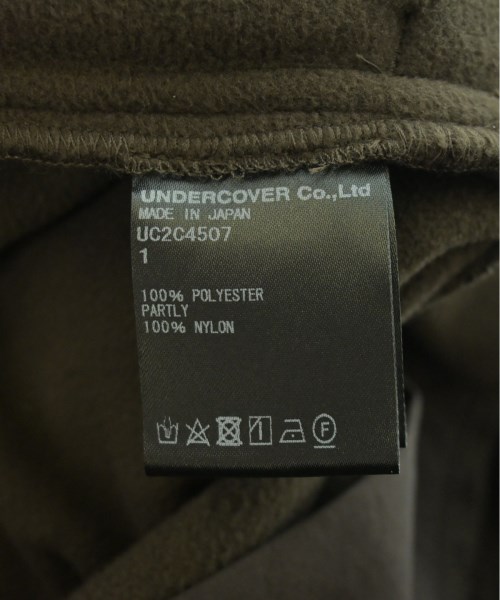 UNDERCOVER Co.,Ltd
MADE IN JAPAN
UC2C4507
1
100% POLYESTER
PARTLY
100% NYLON
F